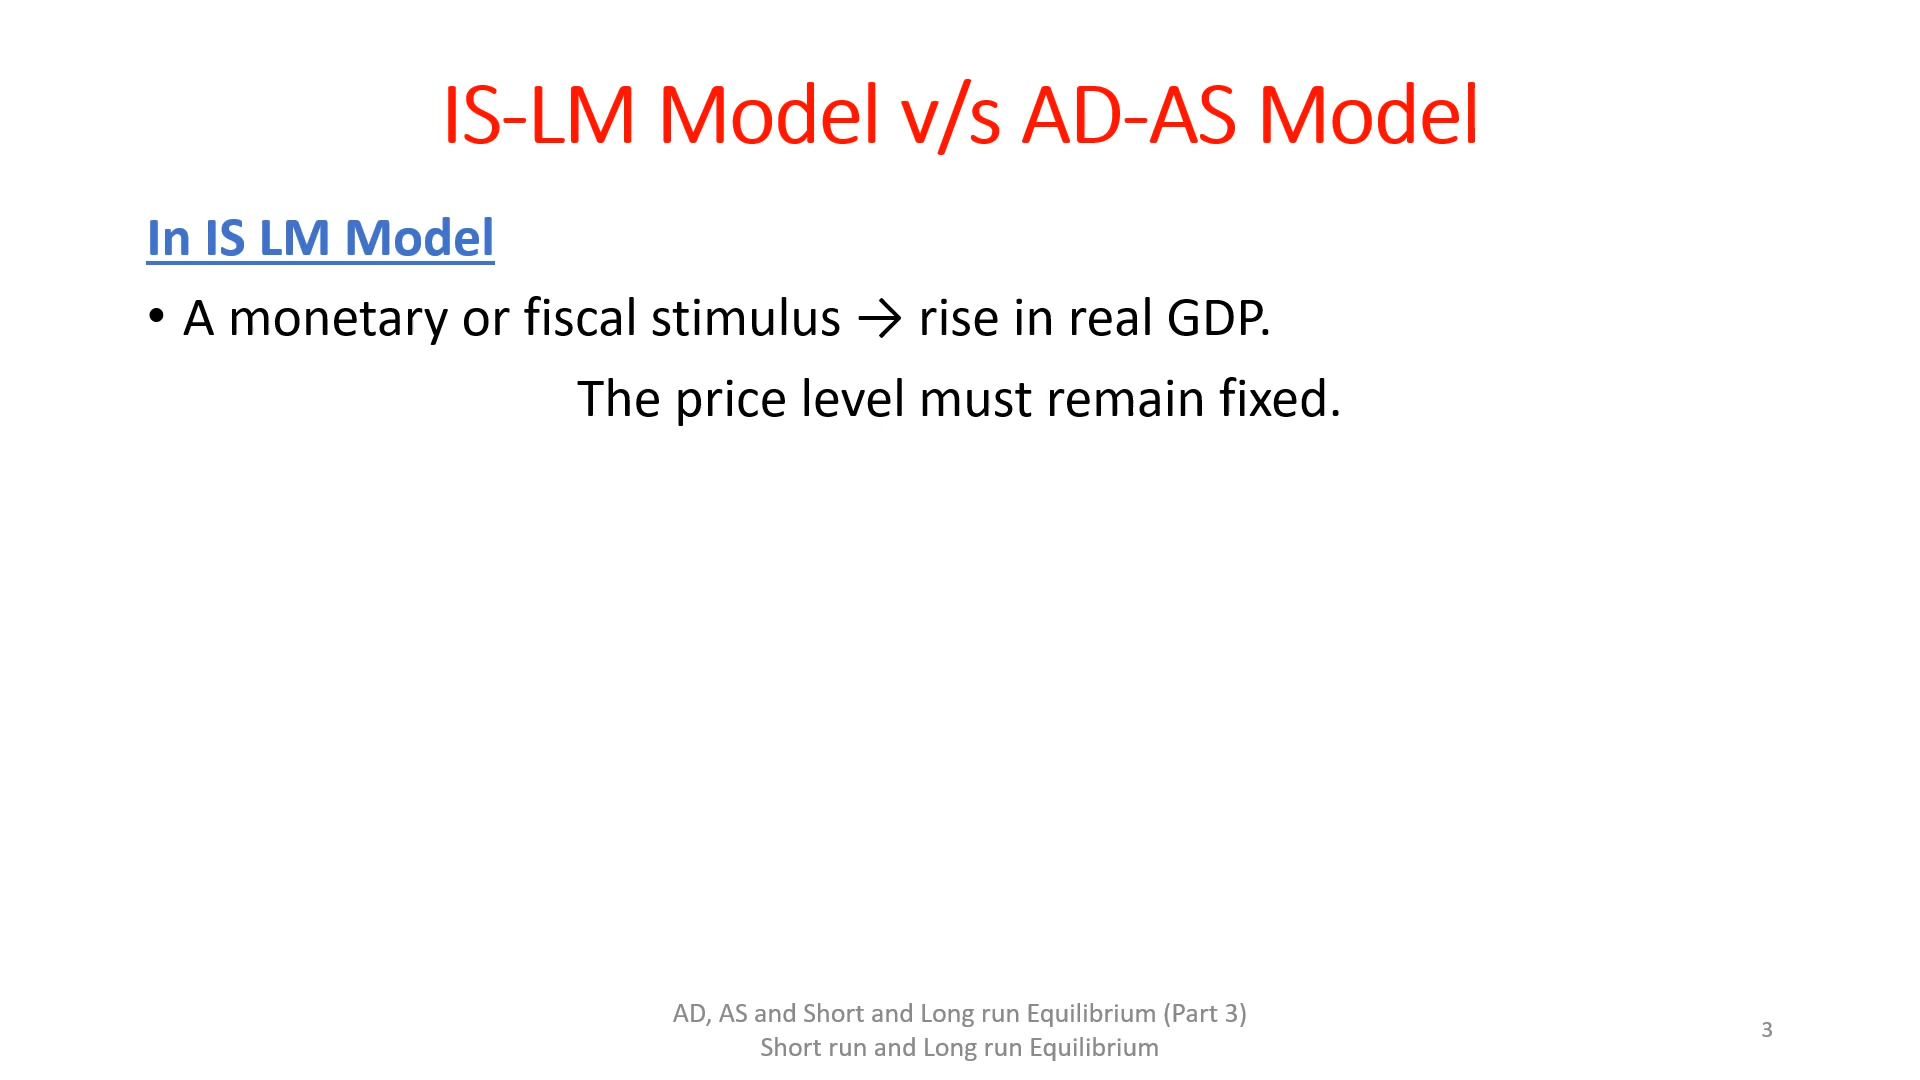 IS-LM Model v/s AD-AS Model
In IS LM Model
• A monetary or fiscal stimulus → rise in real GDP.
The price level must remain fixed.
AD, AS and Short and Long run Equilibrium (Part 3)
Short run and Long run Equilibrium
3